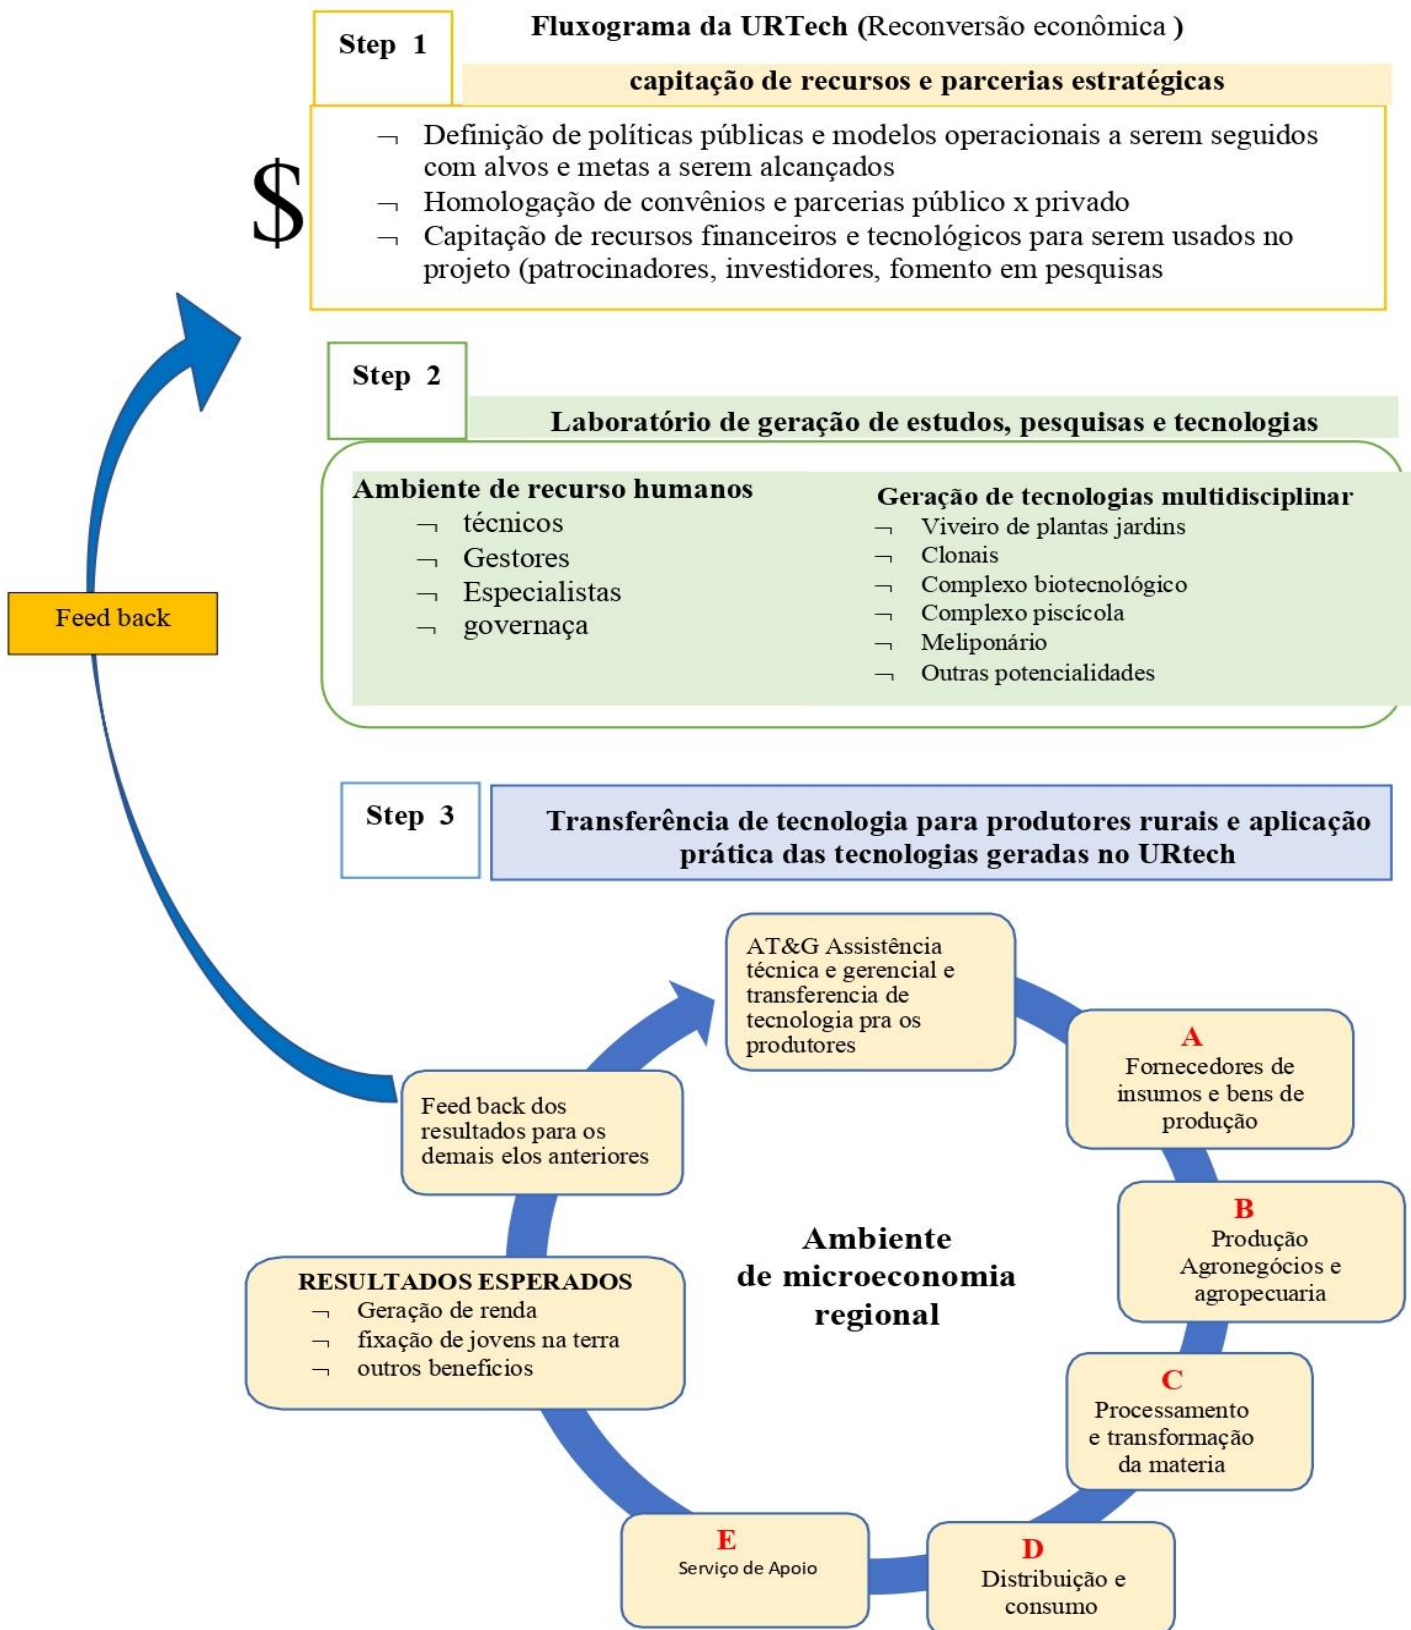 Step 1
Fluxograma da URTech (Reconversão econômica )
capitação de recursos e parcerias estratégicas
$
¬ Definição de políticas públicas e modelos operacionais a serem seguidos
com alvos e metas a serem alcançados
¬ Homologação de convênios e parcerias público x privado
¬ Capitação de recursos financeiros e tecnológicos para serem usados no
projeto (patrocinadores, investidores, fomento em pesquisas
Step 2
Laboratório de geração de estudos, pesquisas e tecnologias
Ambiente de recurso humanos
¬ técnicos
¬ Gestores
¬ Especialistas
¬ governaça
Geração de tecnologias multidisciplinar
¬ Viveiro de plantas jardins
¬ Clonais
¬ Complexo biotecnológico
¬ Complexo piscícola
¬ Meliponário
¬ Outras potencialidades
Feed back
Step 3
Transferência de tecnologia para produtores rurais e aplicação
prática das tecnologias geradas no URtech
AT&G Assistência
técnica e gerencial e
transferencia de
tecnologia pra os
produtores
A
Fornecedores de
insumos e bens de
produção
B
Produção
Agronegócios e
agropecuaria
C
Processamento
e transformação
da materia
D
Distribuição e
consumo
E
Serviço de Apoio
RESULTADOS ESPERADOS
¬ Geração de renda
¬ fixação de jovens na terra
¬ outros beneficios
Feed back dos
resultados para os
demais elos anteriores
Ambiente
de microeconomia
regional